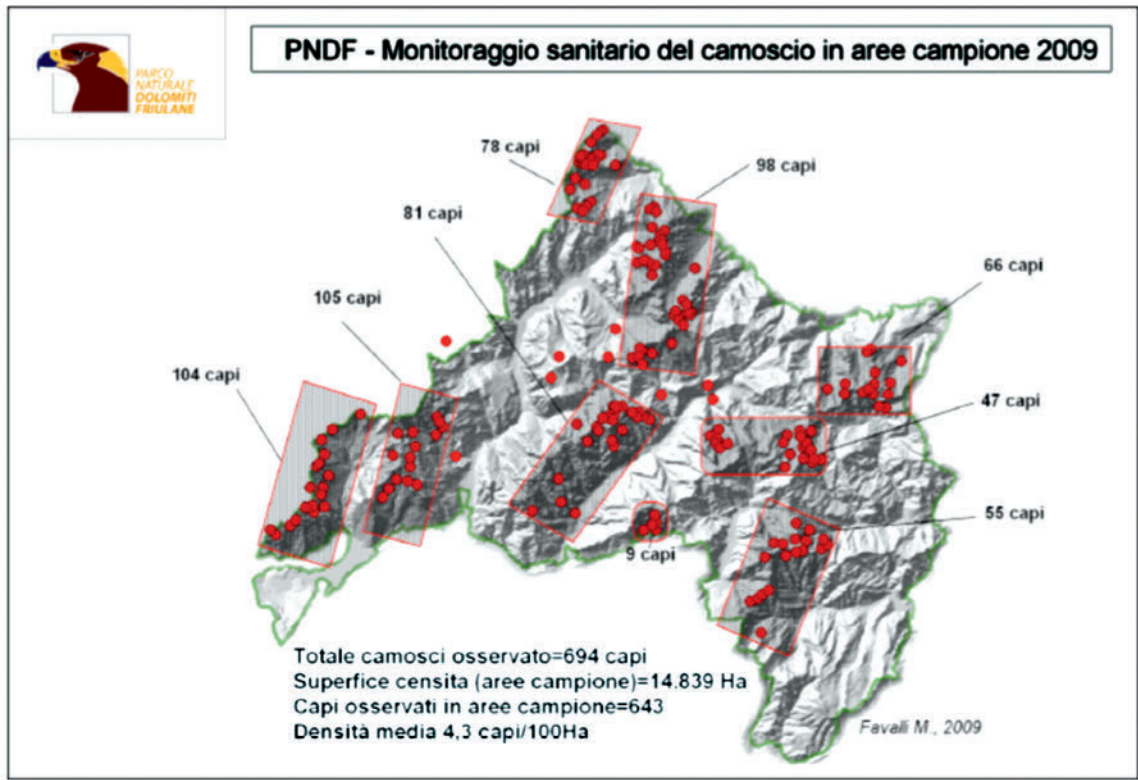 PARCO
NATURALE
DOLOMITI
FRIULANE
PNDF - Monitoraggio sanitario del camoscio in aree campione 2009
78 capi
98 capi
81 capi
66 capi
105 capi
104 capi
47 capi
55 capi
9 capi
Totale camosci osservato=694 capi
Superfice censita (aree campione)=14.839 Ha
Capi osservati in aree campione=643
Densità media 4,3 capi/100Ha
Favalli M., 2009